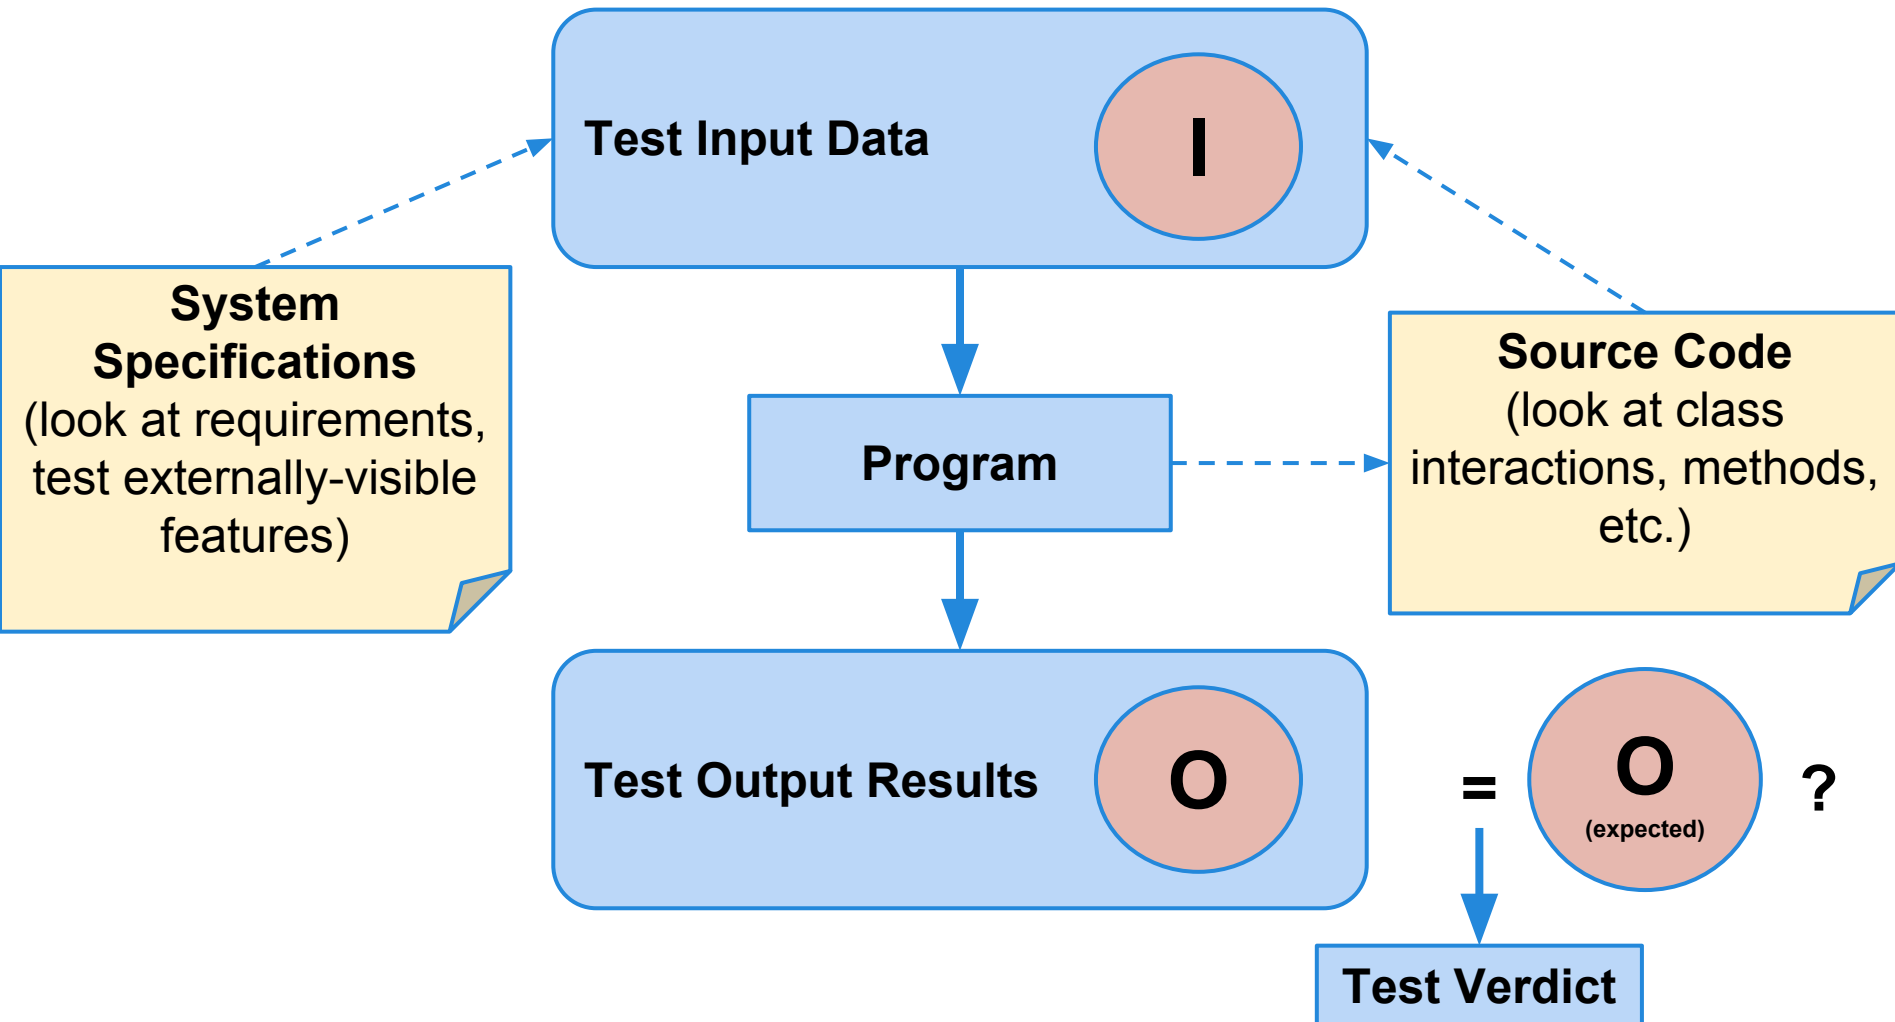 Test Input Data
I
System
Specifications
(look at requirements,
test externally-visible
features)
Source Code
(look at class
interactions, methods,
etc.)
Program
Test Output Results
O
=
O
(expected)
?
Test Verdict